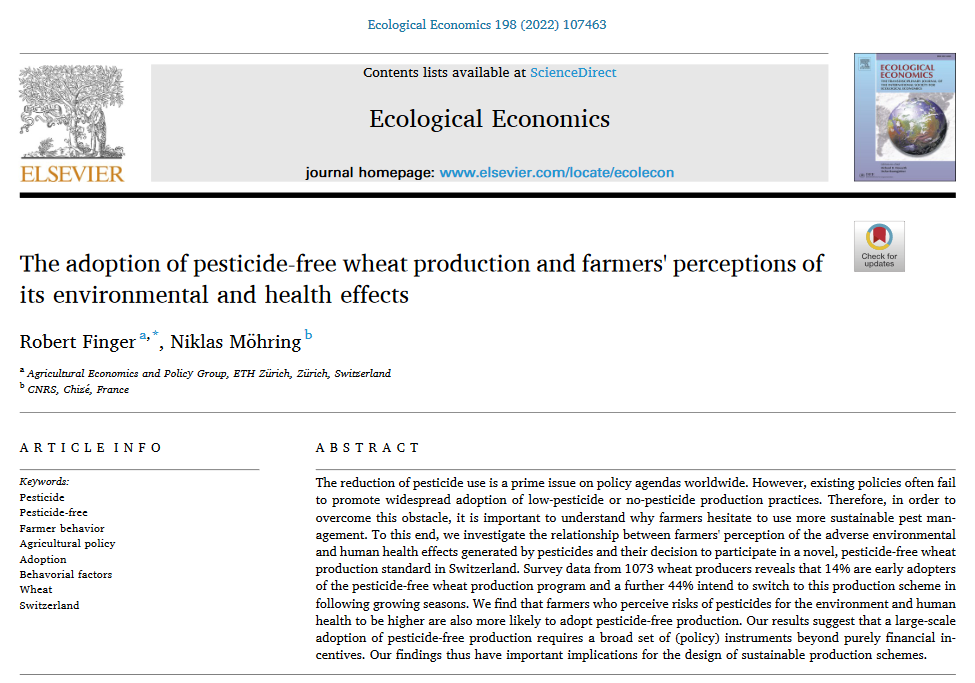 Ecological Economics 198 (2022) 107463
Contents lists available at ScienceDirect
Ecological Economics
journal homepage: www.elsevier.com/locate/ecolecon
ELSEVIER
ECOLOGICAL
ECONOMICS
Check for
updates
The adoption of pesticide-free wheat production and farmers' perceptions of
its environmental and health effects
Robert Finger a,*, Niklas Möhring b
a Agricultural Economics and Policy Group, ETH Zürich, Zürich, Switzerland
b CNRS, Chizé, France
ARTICLE INFO
Keywords:
Pesticide
Pesticide-free
Farmer behavior
Agricultural policy
Adoption
Behavorial factors
Wheat
Switzerland
ABSTRACT
The reduction of pesticide use is a prime issue on policy agendas worldwide. However, existing policies often fail
to promote widespread adoption of low-pesticide or no-pesticide production practices. Therefore, in order to
overcome this obstacle, it is important to understand why farmers hesitate to use more sustainable pest man-
agement. To this end, we investigate the relationship between farmers' perception of the adverse environmental
and human health effects generated by pesticides and their decision to participate in a novel, pesticide-free wheat
production standard in Switzerland. Survey data from 1073 wheat producers reveals that 14% are early adopters
of the pesticide-free wheat production program and a further 44% intend to switch to this production scheme in
following growing seasons. We find that farmers who perceive risks of pesticides for the environment and human
health to be higher are also more likely to adopt pesticide-free production. Our results suggest that a large-scale
adoption of pesticide-free production requires a broad set of (policy) instruments beyond purely financial in-
centives. Our findings thus have important implications for the design of sustainable production schemes.